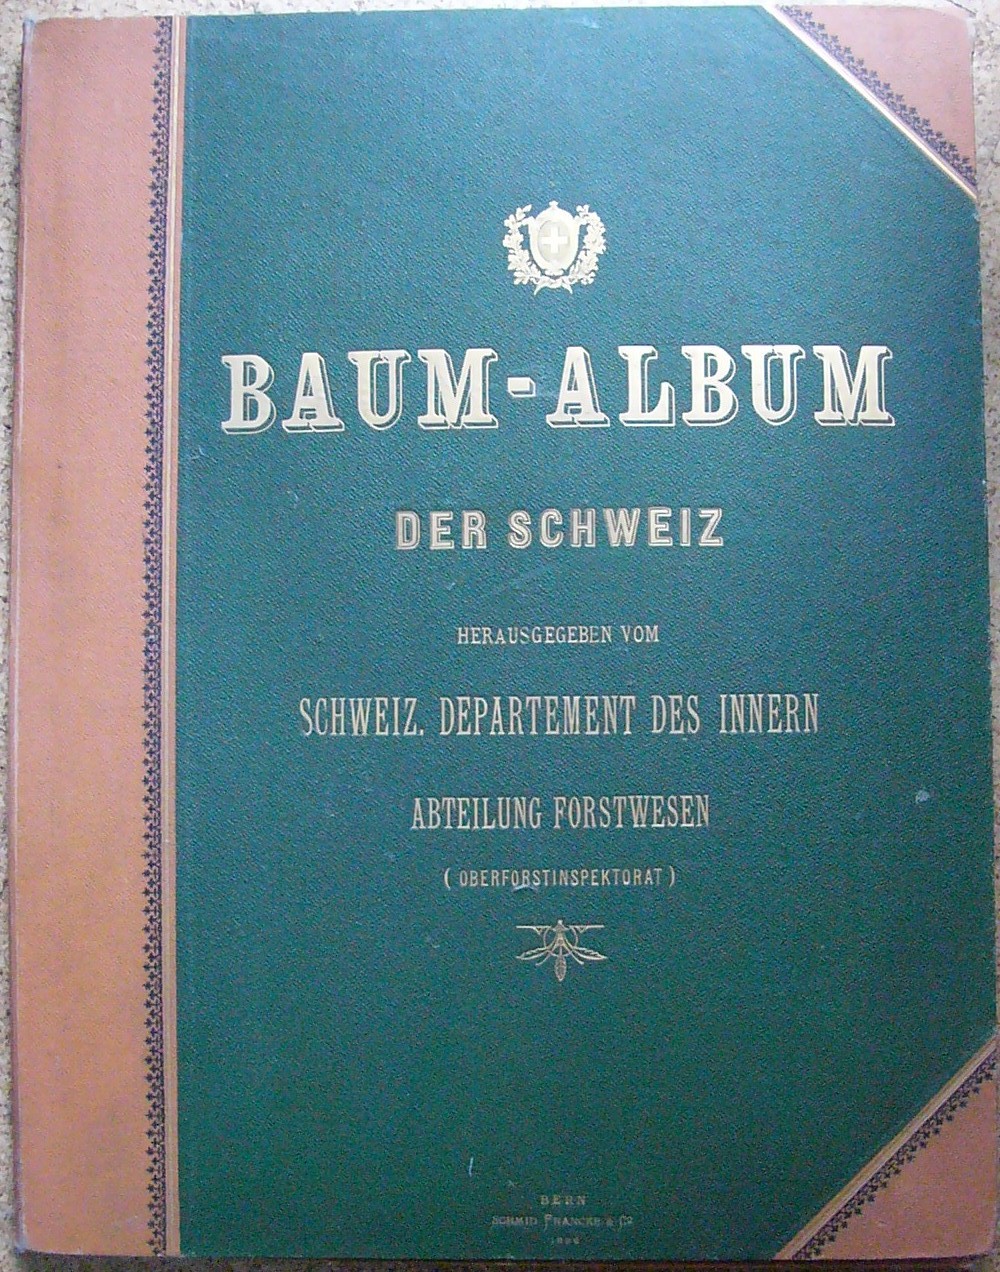 BAUM-ALBUM
DER SCHWEIZ
HERAUSGEGEBEN VOM
SCHWEIZ. DEPARTEMENT DES INNERN
ABTEILUNG FORSTWESEN
( OBERFORSTINSPEKTORAT )
BERN
SCHMID FRANCKE & Co